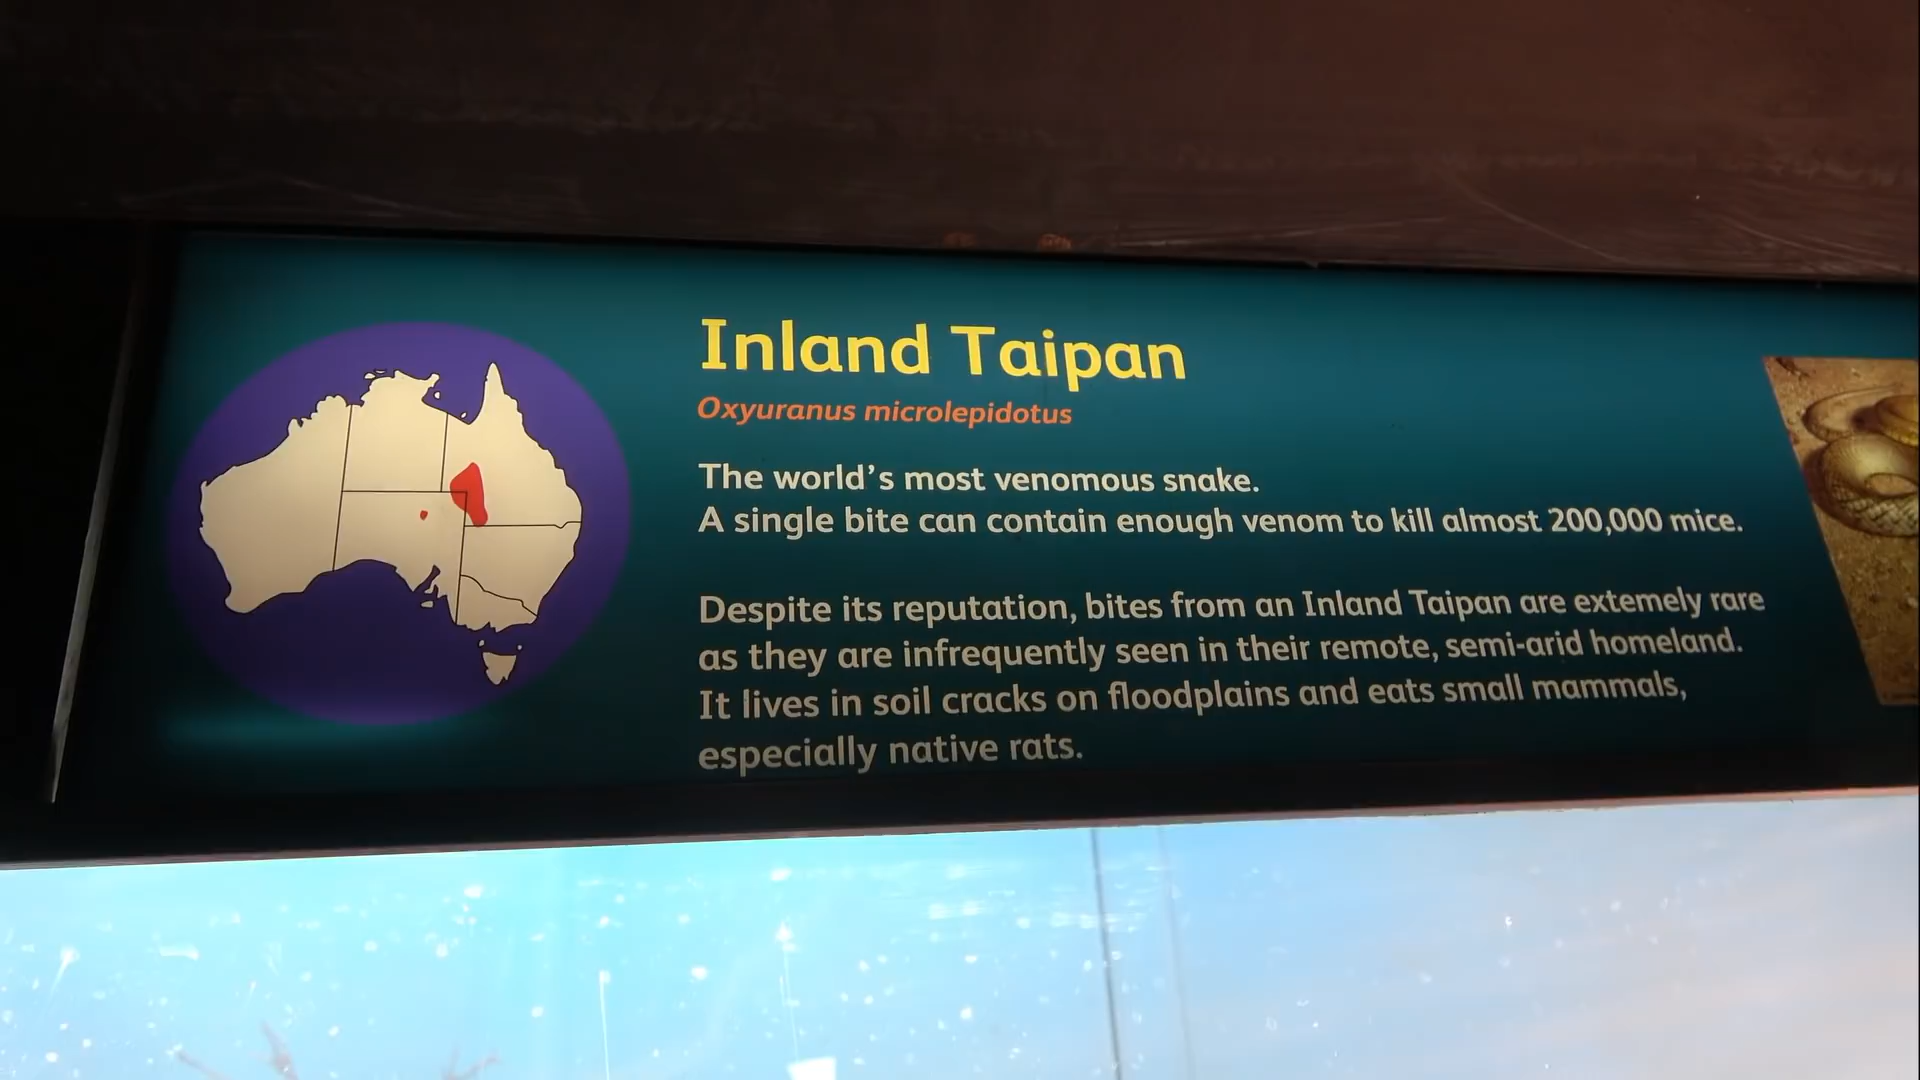 Inland Taipan
Oxyuranus microlepidotus
The world's most venomous snake.
A single bite can contain enough venom to kill almost 200,000 mice.
Despite its reputation, bites from an Inland Taipan are extemely rare
as they are infrequently seen in their remote, semi-arid homeland.
It lives in soil cracks on floodplains and eats small mammals,
especially native rats.